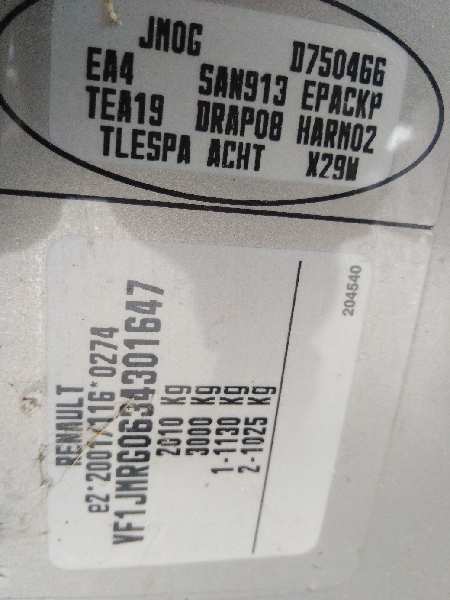 JM0G D750466
EA4 SAN913 EPACKP
TEA19 DRAP08 HARM02
TLESPA ACHT X29W
RENAULT
e2*2001/116*0274
VF1JMRG0634301647
2010 Kg
3000 Kg
1-1130 Kg
2-1025 Kg
204540